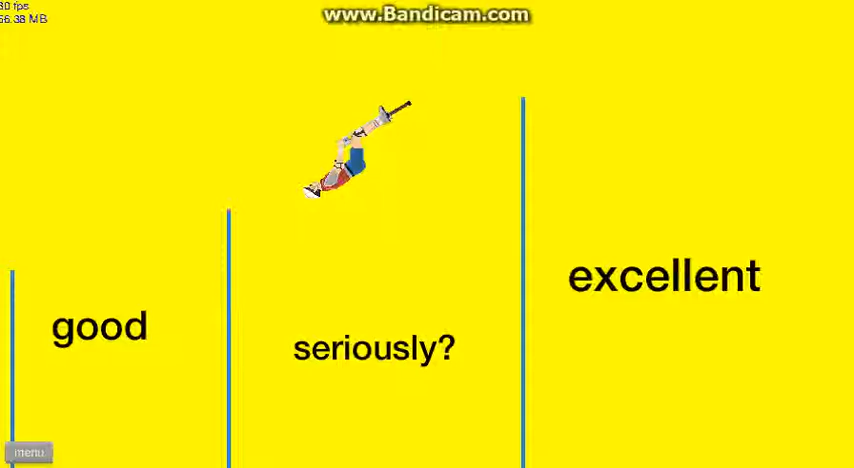 30 fps
56.38 MB
www.Bandicam.com
good
seriously?
excellent
menu